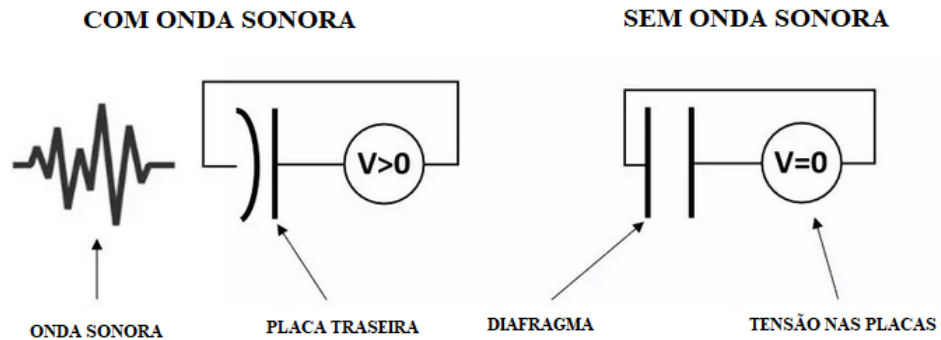 COM ONDA SONORA
SEM ONDA SONORA
V>0
V=0
ONDA SONORA
PLACA TRASEIRA
DIAFRAGMA
TENSÃO NAS PLACAS